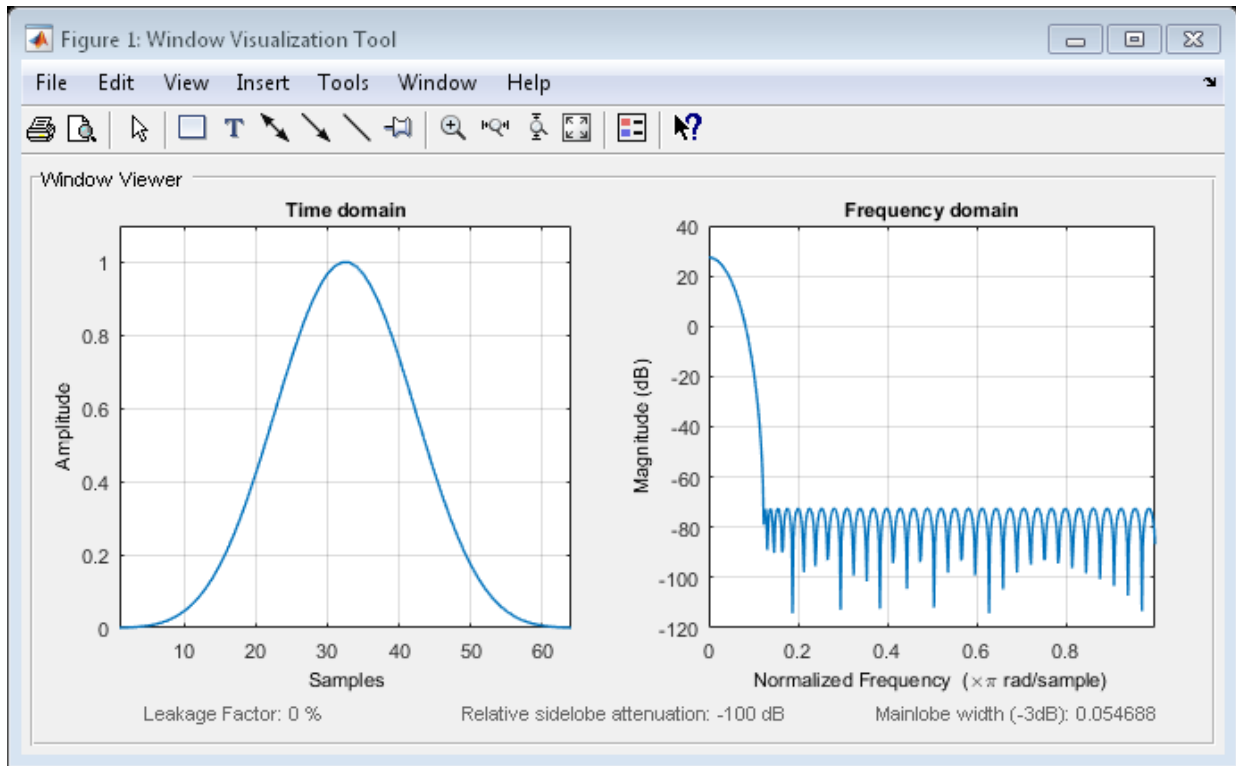 Figure 1: Window Visualization Tool
File Edit View Insert Tools Window Help
T
?
Window Viewer
Time domain
1
0.8
0.6
0.4
0.2
0
Amplitude
10 20 30 40 50 60
Samples
Frequency domain
40
20
0
-20
-40
-60
-80
-100
-120
Magnitude (dB)
0 0.2 0.4 0.6 0.8
Normalized Frequency (×π rad/sample)
Leakage Factor: 0 %
Relative sidelobe attenuation: -100 dB
Mainlobe width (-3dB): 0.054688